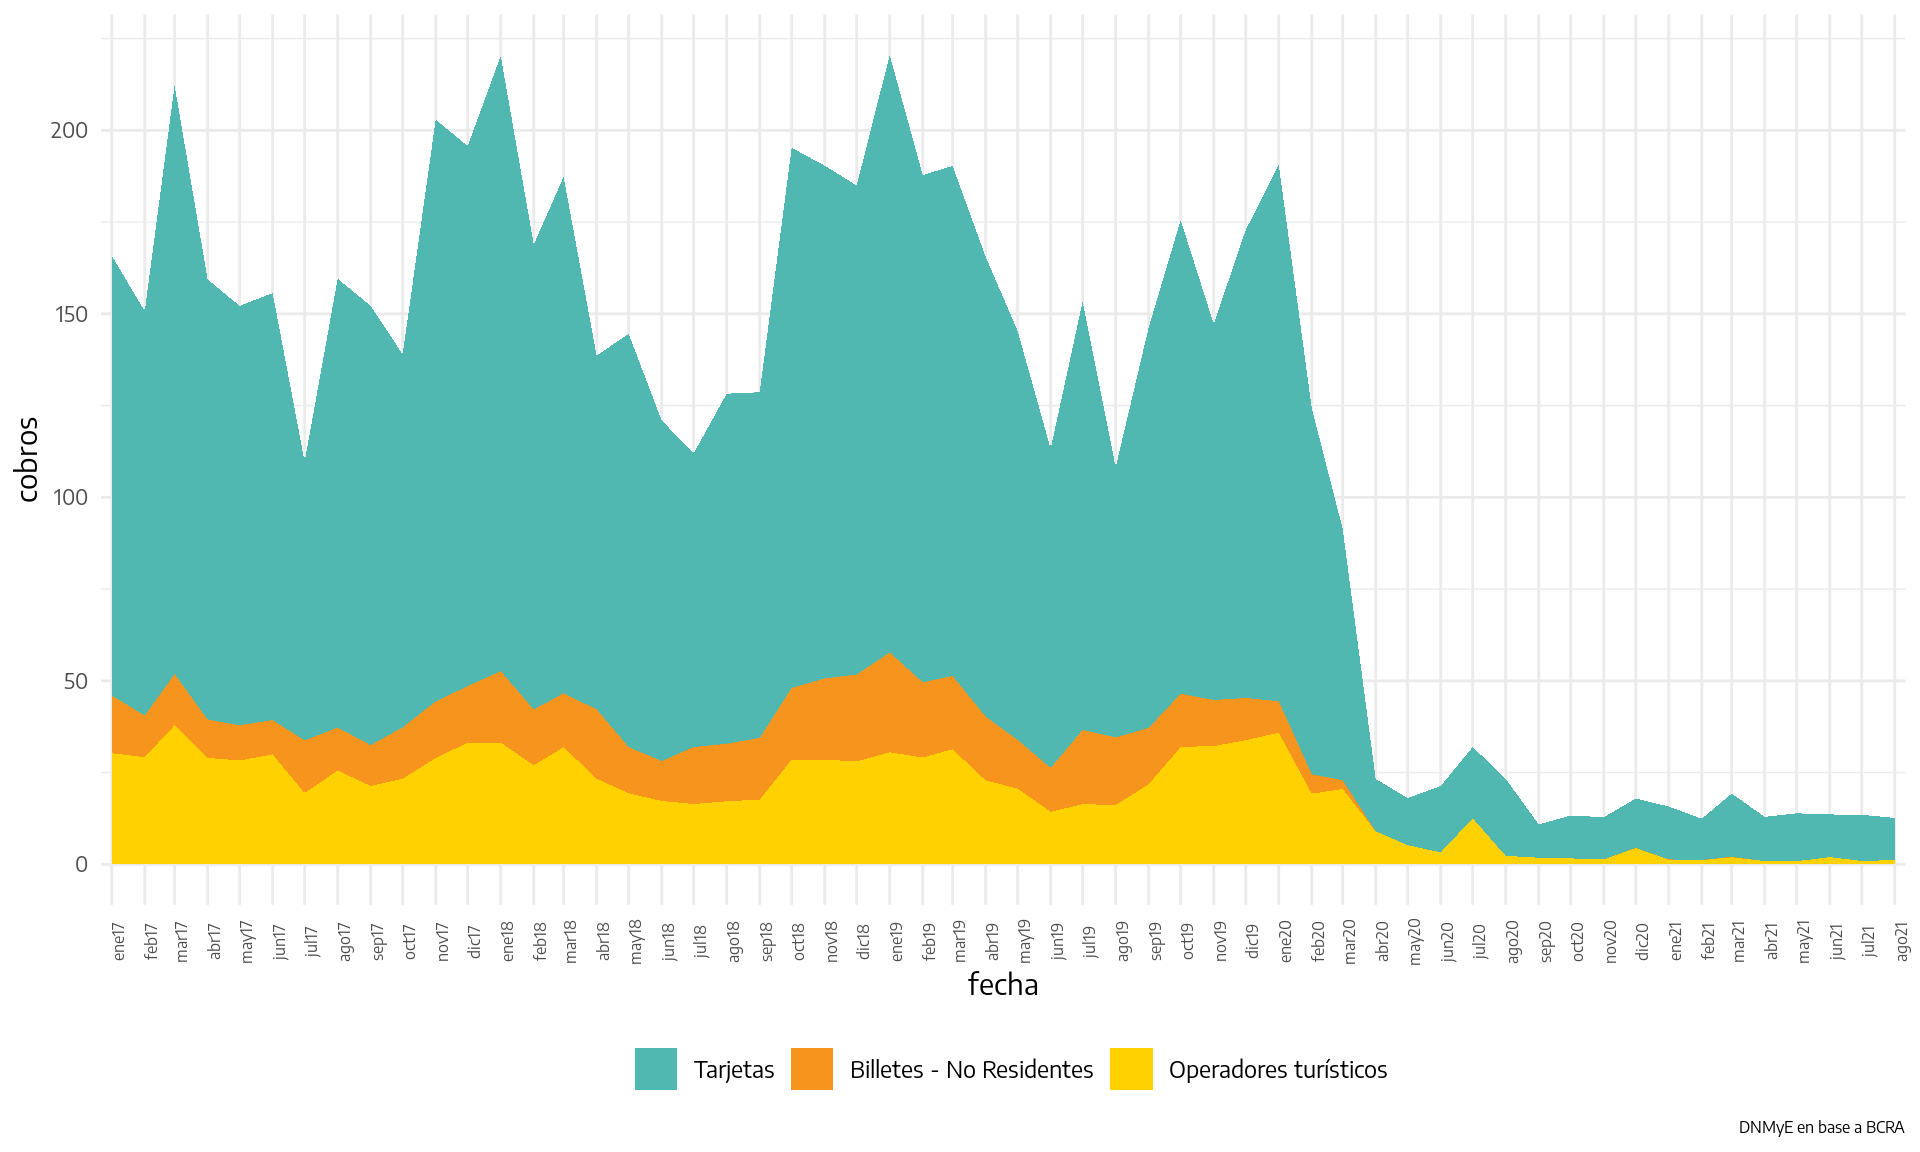 cobros
200
150
100
50
0
ene17 feb17 mar17 abr17 may17 jun17 jul17 ago17 sep17 oct17 nov17 dic17 ene18 feb18 mar18 abr18 may18 jun18 jul18 ago18 sep18 oct18 nov18 dic18 ene19 feb19 mar19 abr19 may19 jun19 jul19 ago19 sep19 oct19 nov19 dic19 ene20 feb20 mar20 abr20 may20 jun20 jul20 ago20 sep20 oct20 nov20 dic20 ene21 feb21 mar21 abr21 may21 jun21 jul21 ago21
fecha
Tarjetas Billetes - No Residentes Operadores turísticos
DNMyE en base a BCRA